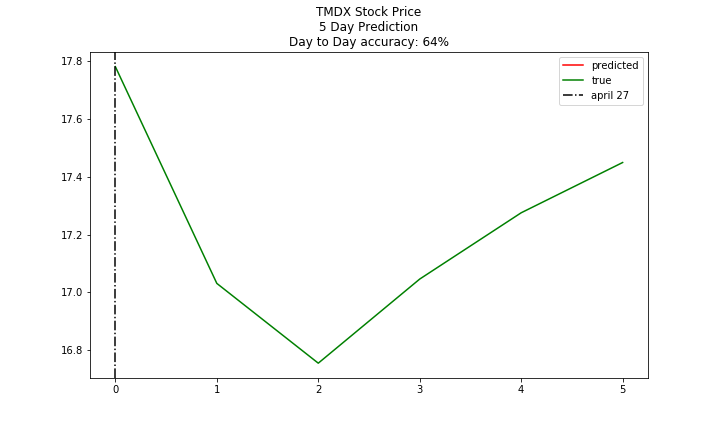 TMDX Stock Price
5 Day Prediction
Day to Day accuracy: 64%
predicted
true
april 27
17.8
17.6
17.4
17.2
17.0
16.8
0 1 2 3 4 5